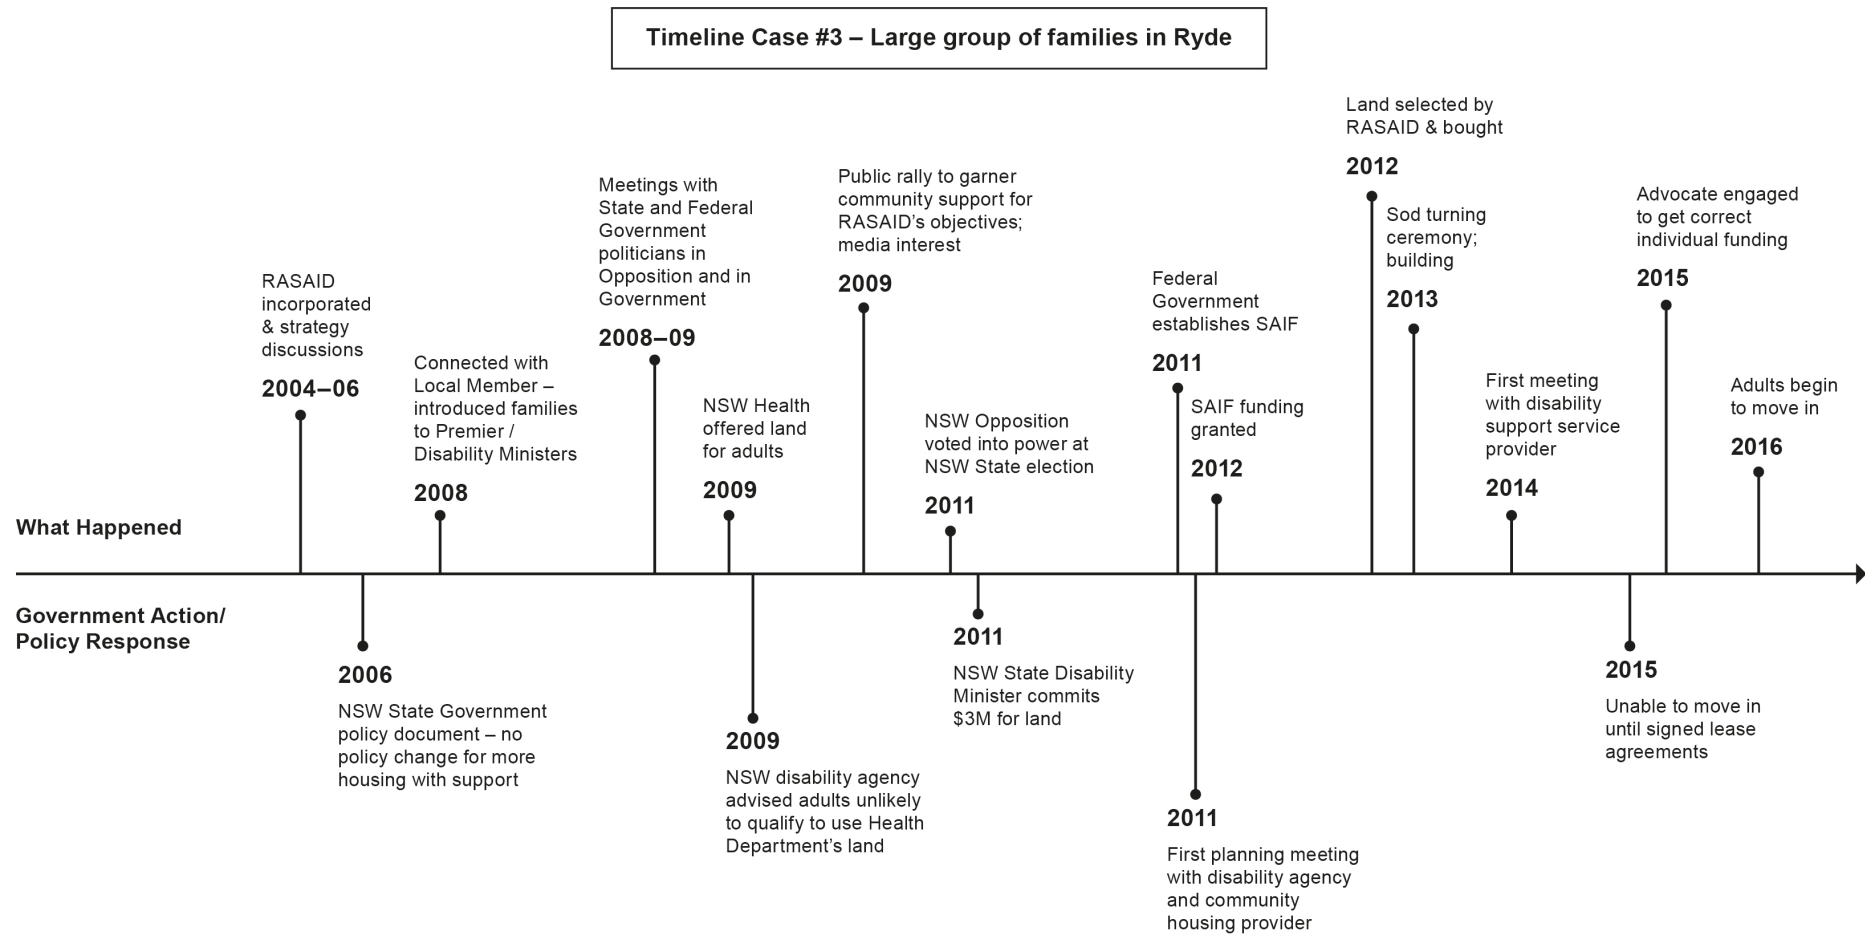 Timeline Case #3 – Large group of families in Ryde
What Happened
RASAID
incorporated
& strategy
discussions
2004–06
Connected with
Local Member –
introduced families
to Premier /
Disability Ministers
2008
Meetings with
State and Federal
Government
politicians in
Opposition and in
Government
2008–09
NSW Health
offered land
for adults
2009
Public rally to garner
community support for
RASAID’s objectives;
media interest
2009
NSW Opposition
voted into power at
NSW State election
2011
Federal
Government
establishes SAIF
2011
SAIF funding
granted
2012
Land selected by
RASAID & bought
2012
Sod turning
ceremony;
building
2013
First meeting
with disability
support service
provider
2014
Advocate engaged
to get correct
individual funding
2015
Adults begin
to move in
2016
Government Action/
Policy Response
2006
NSW State Government
policy document – no
policy change for more
housing with support
2009
NSW disability agency
advised adults unlikely
to qualify to use Health
Department’s land
2011
NSW State Disability
Minister commits
$3M for land
2011
First planning meeting
with disability agency
and community
housing provider
2015
Unable to move in
until signed lease
agreements